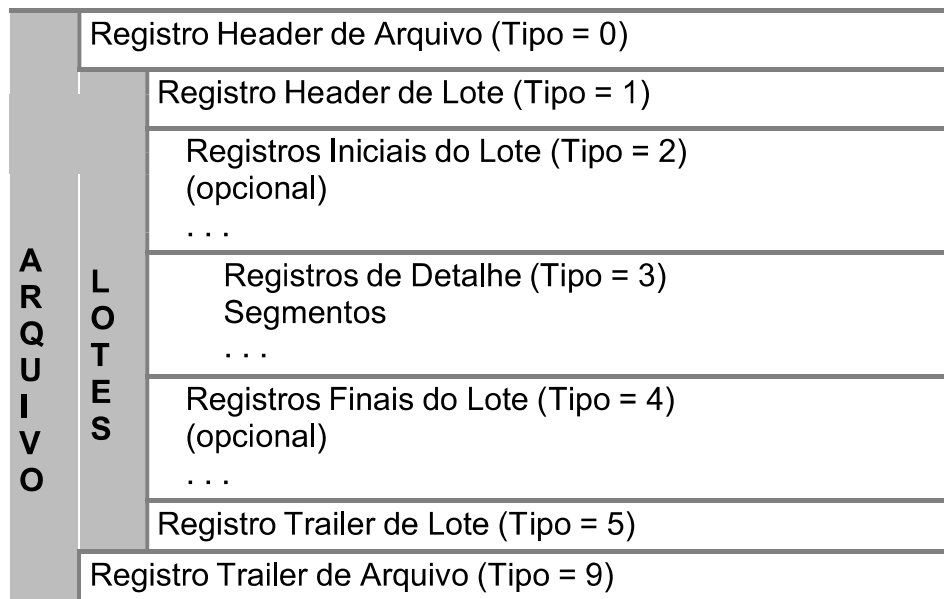 Registro Header de Arquivo (Tipo = 0)
Registro Header de Lote (Tipo = 1)
Registros Iniciais do Lote (Tipo = 2)
(opcional)
. . .
ARQUIVO
LOTES
Registros de Detalhe (Tipo = 3)
Segmentos
. . .
Registros Finais do Lote (Tipo = 4)
(opcional)
. . .
Registro Trailer de Lote (Tipo = 5)
Registro Trailer de Arquivo (Tipo = 9)